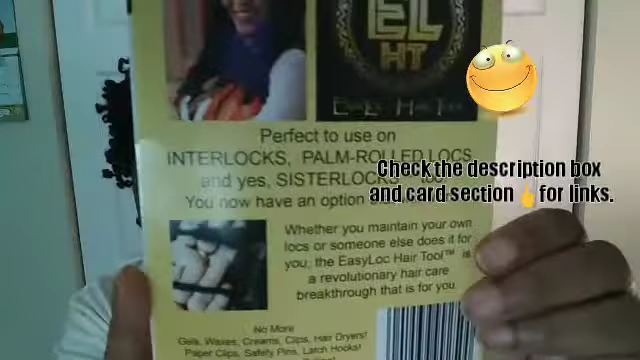 EL
HT
EasyLoc Hair Tool
Perfect to use on
INTERLOCKS, PALM-ROLLED LOCS
and yes, SISTERLOCKS
You now have an option
Check the description box
and card section 👆for links.
Whether you maintain your own
locs or someone else does it for
you, the EasyLoc Hair Tool™ is
a revolutionary hair care
breakthrough that is for you.
No More
Gels, Waxes, Creams, Clips, Hair Dryers!
Paper Clips, Safety Pins, Latch Hooks!